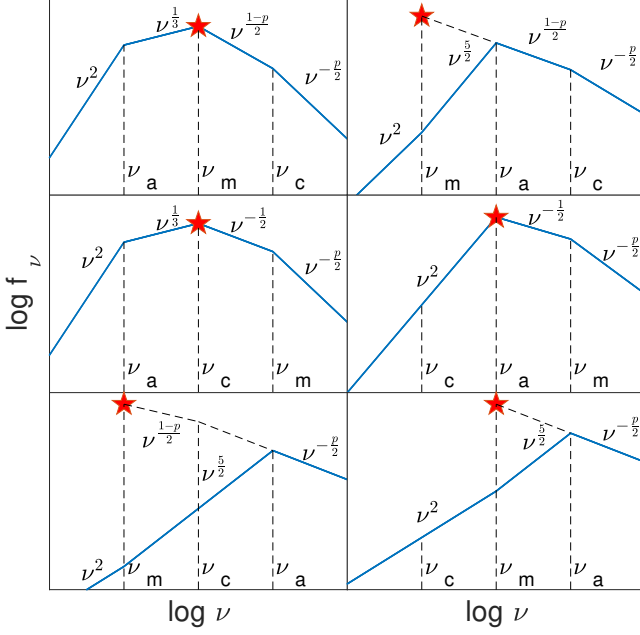 ν^{1/3} ν^{(1-p)/2}
ν^2 ν^{-p/2}
ν_a ν_m ν_c
ν^{5/2} ν^{(1-p)/2}
ν^2 ν^{-p/2}
ν_m ν_a ν_c
ν^{1/3} ν^{-1/2}
ν^2 ν^{-p/2}
ν_a ν_c ν_m
ν^{-1/2}
ν^2 ν^{-p/2}
ν_c ν_a ν_m
ν^{(1-p)/2} ν^{-p/2}
ν^{5/2}
ν^2
ν_m ν_c ν_a
ν^{5/2} ν^{-p/2}
ν^2
ν_c ν_m ν_a
log f_ν
log ν
log ν